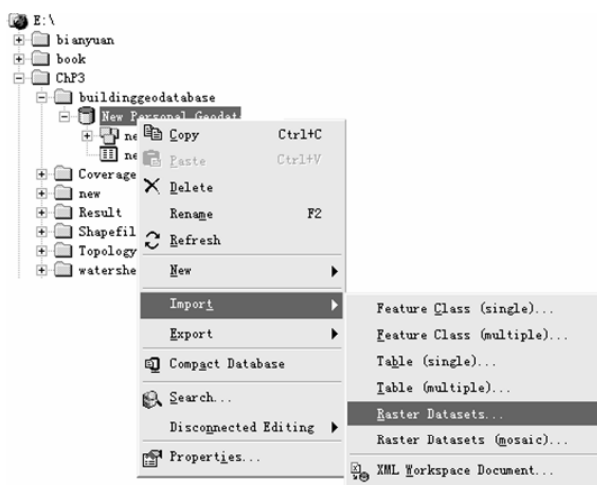 E:\
bianyuan
book
ChP3
buildinggeodatabase
New Personal Geodat
ne
ne
Coverage
new
Result
Shapefil
Topology
watershe
Copy Ctrl+C
Paste Ctrl+V
Delete
Rename F2
Refresh
New
Import
Export
Compact Database
Search...
Disconnected Editing
Properties...
Feature Class (single)...
Feature Class (multiple)...
Table (single)...
Table (multiple)...
Raster Datasets...
Raster Datasets (mosaic)...
XML Workspace Document...